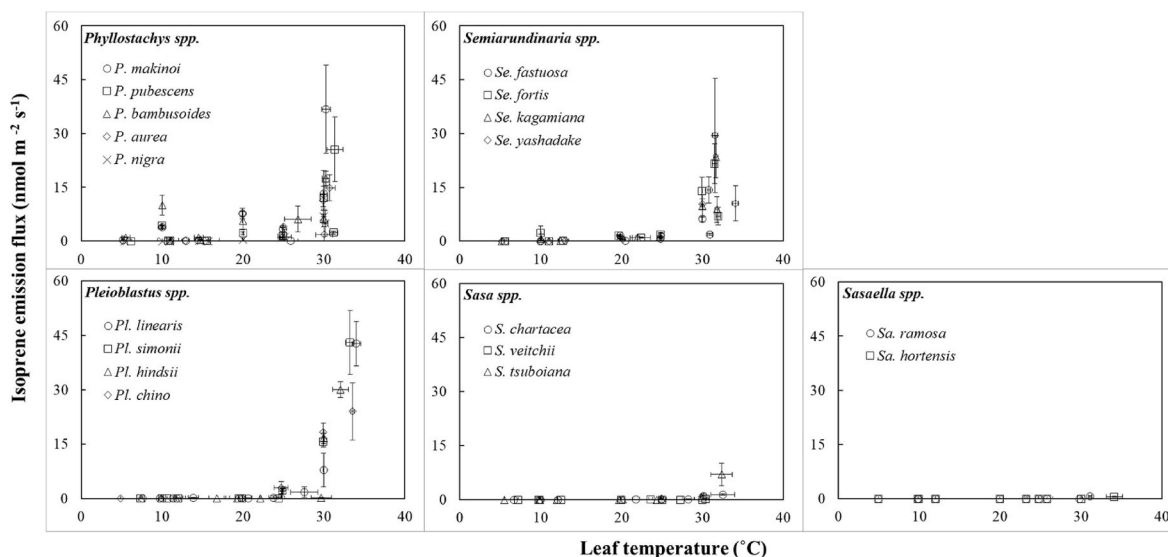 Isoprene emission flux (nmol m⁻² s⁻¹)
60
45
30
15
0
Phyllostachys spp.
P. makinoi
P. pubescens
P. bambusoides
P. aurea
P. nigra
0 10 20 30 40
60
45
30
15
0
Semiarundinaria spp.
Se. fastuosa
Se. fortis
Se. kagamiana
Se. yashadake
0 10 20 30 40
60
45
30
15
0
Pleioblastus spp.
Pl. linearis
Pl. simonii
Pl. hindsii
Pl. chino
0 10 20 30 40
60
45
30
15
0
Sasa spp.
S. chartacea
S. veitchii
S. tsuboiana
0 10 20 30 40
60
45
30
15
0
Sasaella spp.
Sa. ramosa
Sa. hortensis
0 10 20 30 40
Leaf temperature (˚C)